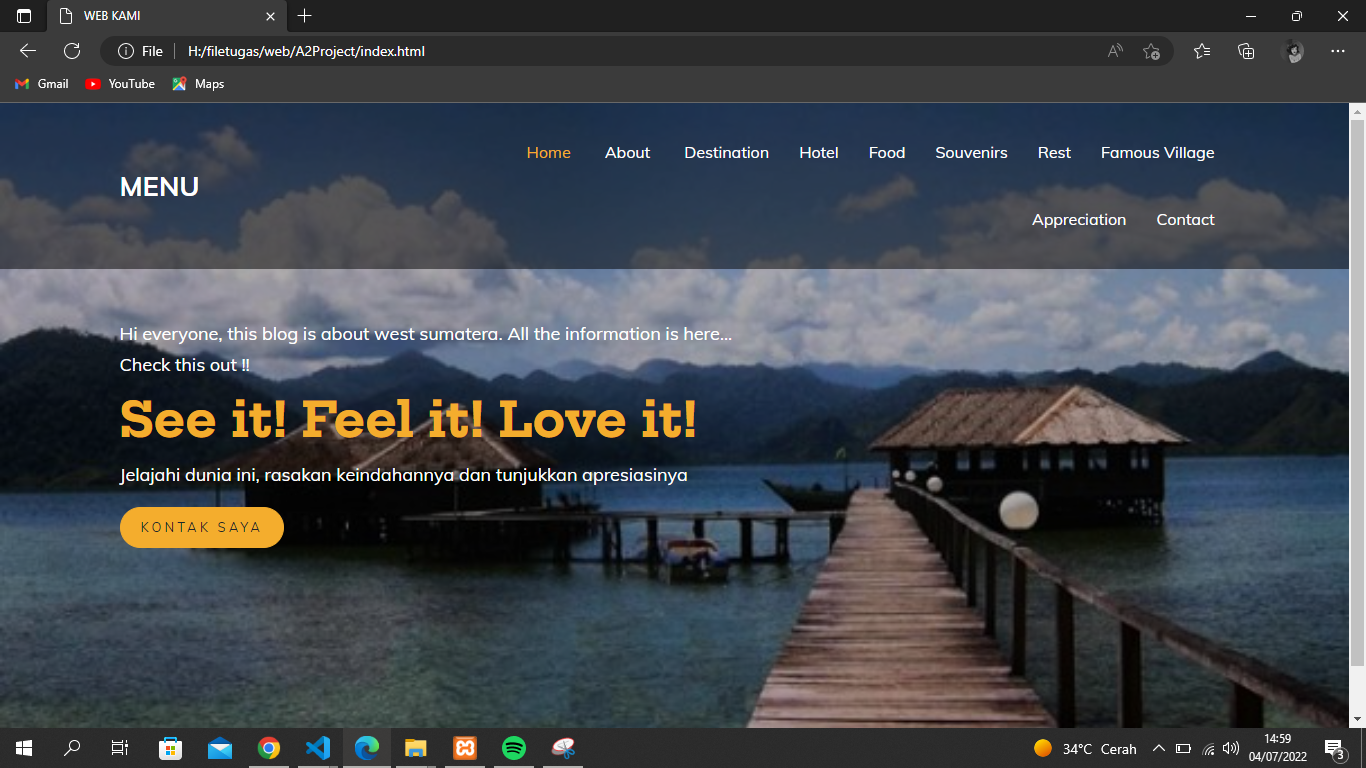 WEB KAMI
File H:/filetugas/web/A2Project/index.html
Gmail YouTube Maps
Home About Destination Hotel Food Souvenirs Rest Famous Village
MENU
Appreciation Contact
Hi everyone, this blog is about west sumatera. All the information is here...
Check this out !!
See it! Feel it! Love it!
Jelajahi dunia ini, rasakan keindahannya dan tunjukkan apresiasinya
KONTAK SAYA
34°C Cerah
14:59
04/07/2022
3